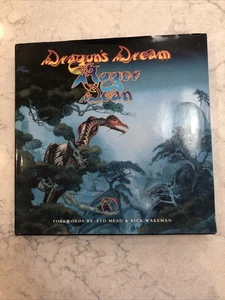 Dragon's Dream
Roger
Dean
FOREWORDS BY SYD MEAD & RICK WAKEMAN